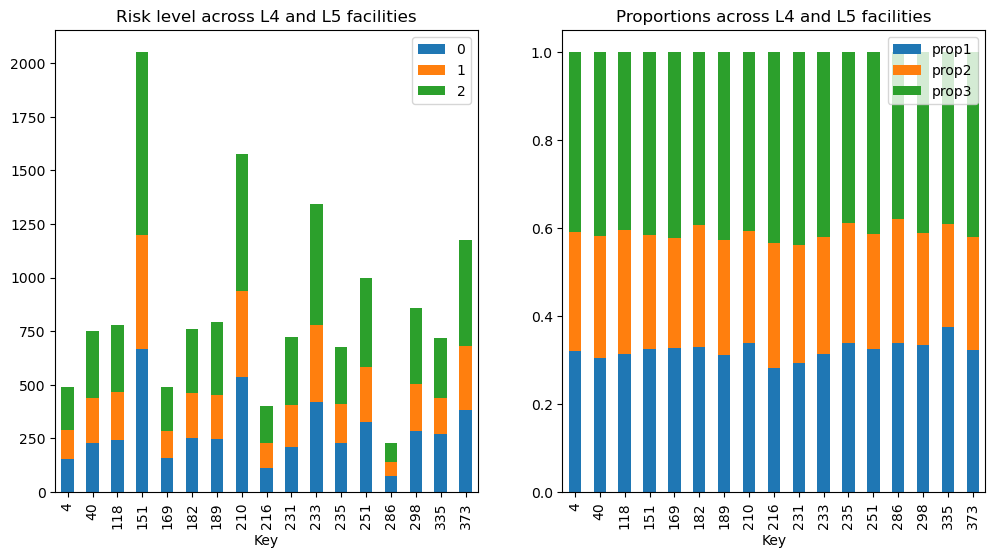 Risk level across L4 and L5 facilities
2000
1750
1500
1250
1000
750
500
250
0
0
1
2
4 40 118 151 169 182 189 210 216 231 233 235 251 286 298 335 373
Key
Proportions across L4 and L5 facilities
1.0
0.8
0.6
0.4
0.2
0.0
prop1
prop2
prop3
4 40 118 151 169 182 189 210 216 231 233 235 251 286 298 335 373
Key